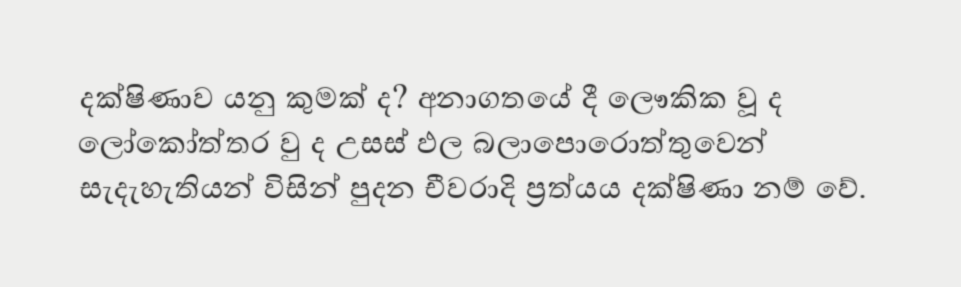 දක්ෂිණාව යනු කුමක් ද? අනාගතයේ දී ලෞකික වූ ද
ලෝකෝත්තර වු ද උසස් ඵල බලාපොරොත්තුවෙන්
සැදැහැතියන් විසින් පුදන චීවරාදි ප්‍රත්යය දක්ෂිණා නම් වේ.